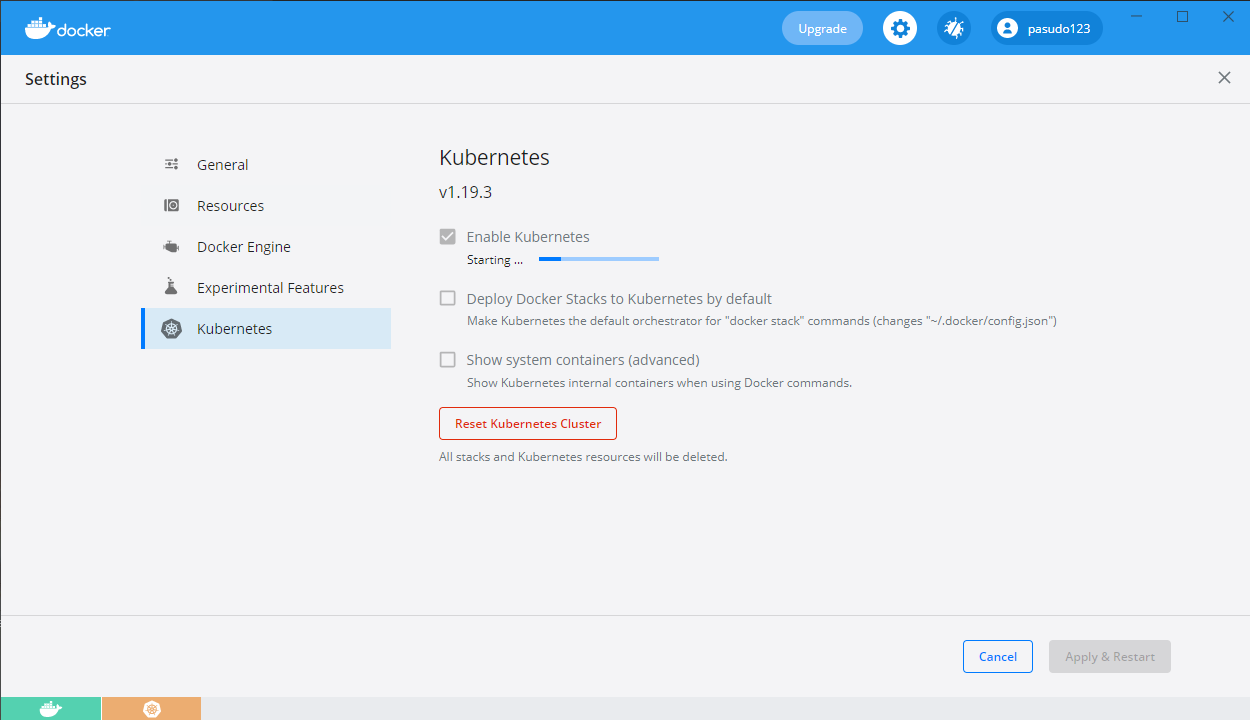 docker
Upgrade
pasudo123
Settings
General
Resources
Docker Engine
Experimental Features
Kubernetes
Kubernetes
v1.19.3
Enable Kubernetes
Starting ...
Deploy Docker Stacks to Kubernetes by default
Make Kubernetes the default orchestrator for "docker stack" commands (changes "~/.docker/config.json")
Show system containers (advanced)
Show Kubernetes internal containers when using Docker commands.
Reset Kubernetes Cluster
All stacks and Kubernetes resources will be deleted.
Cancel
Apply & Restart